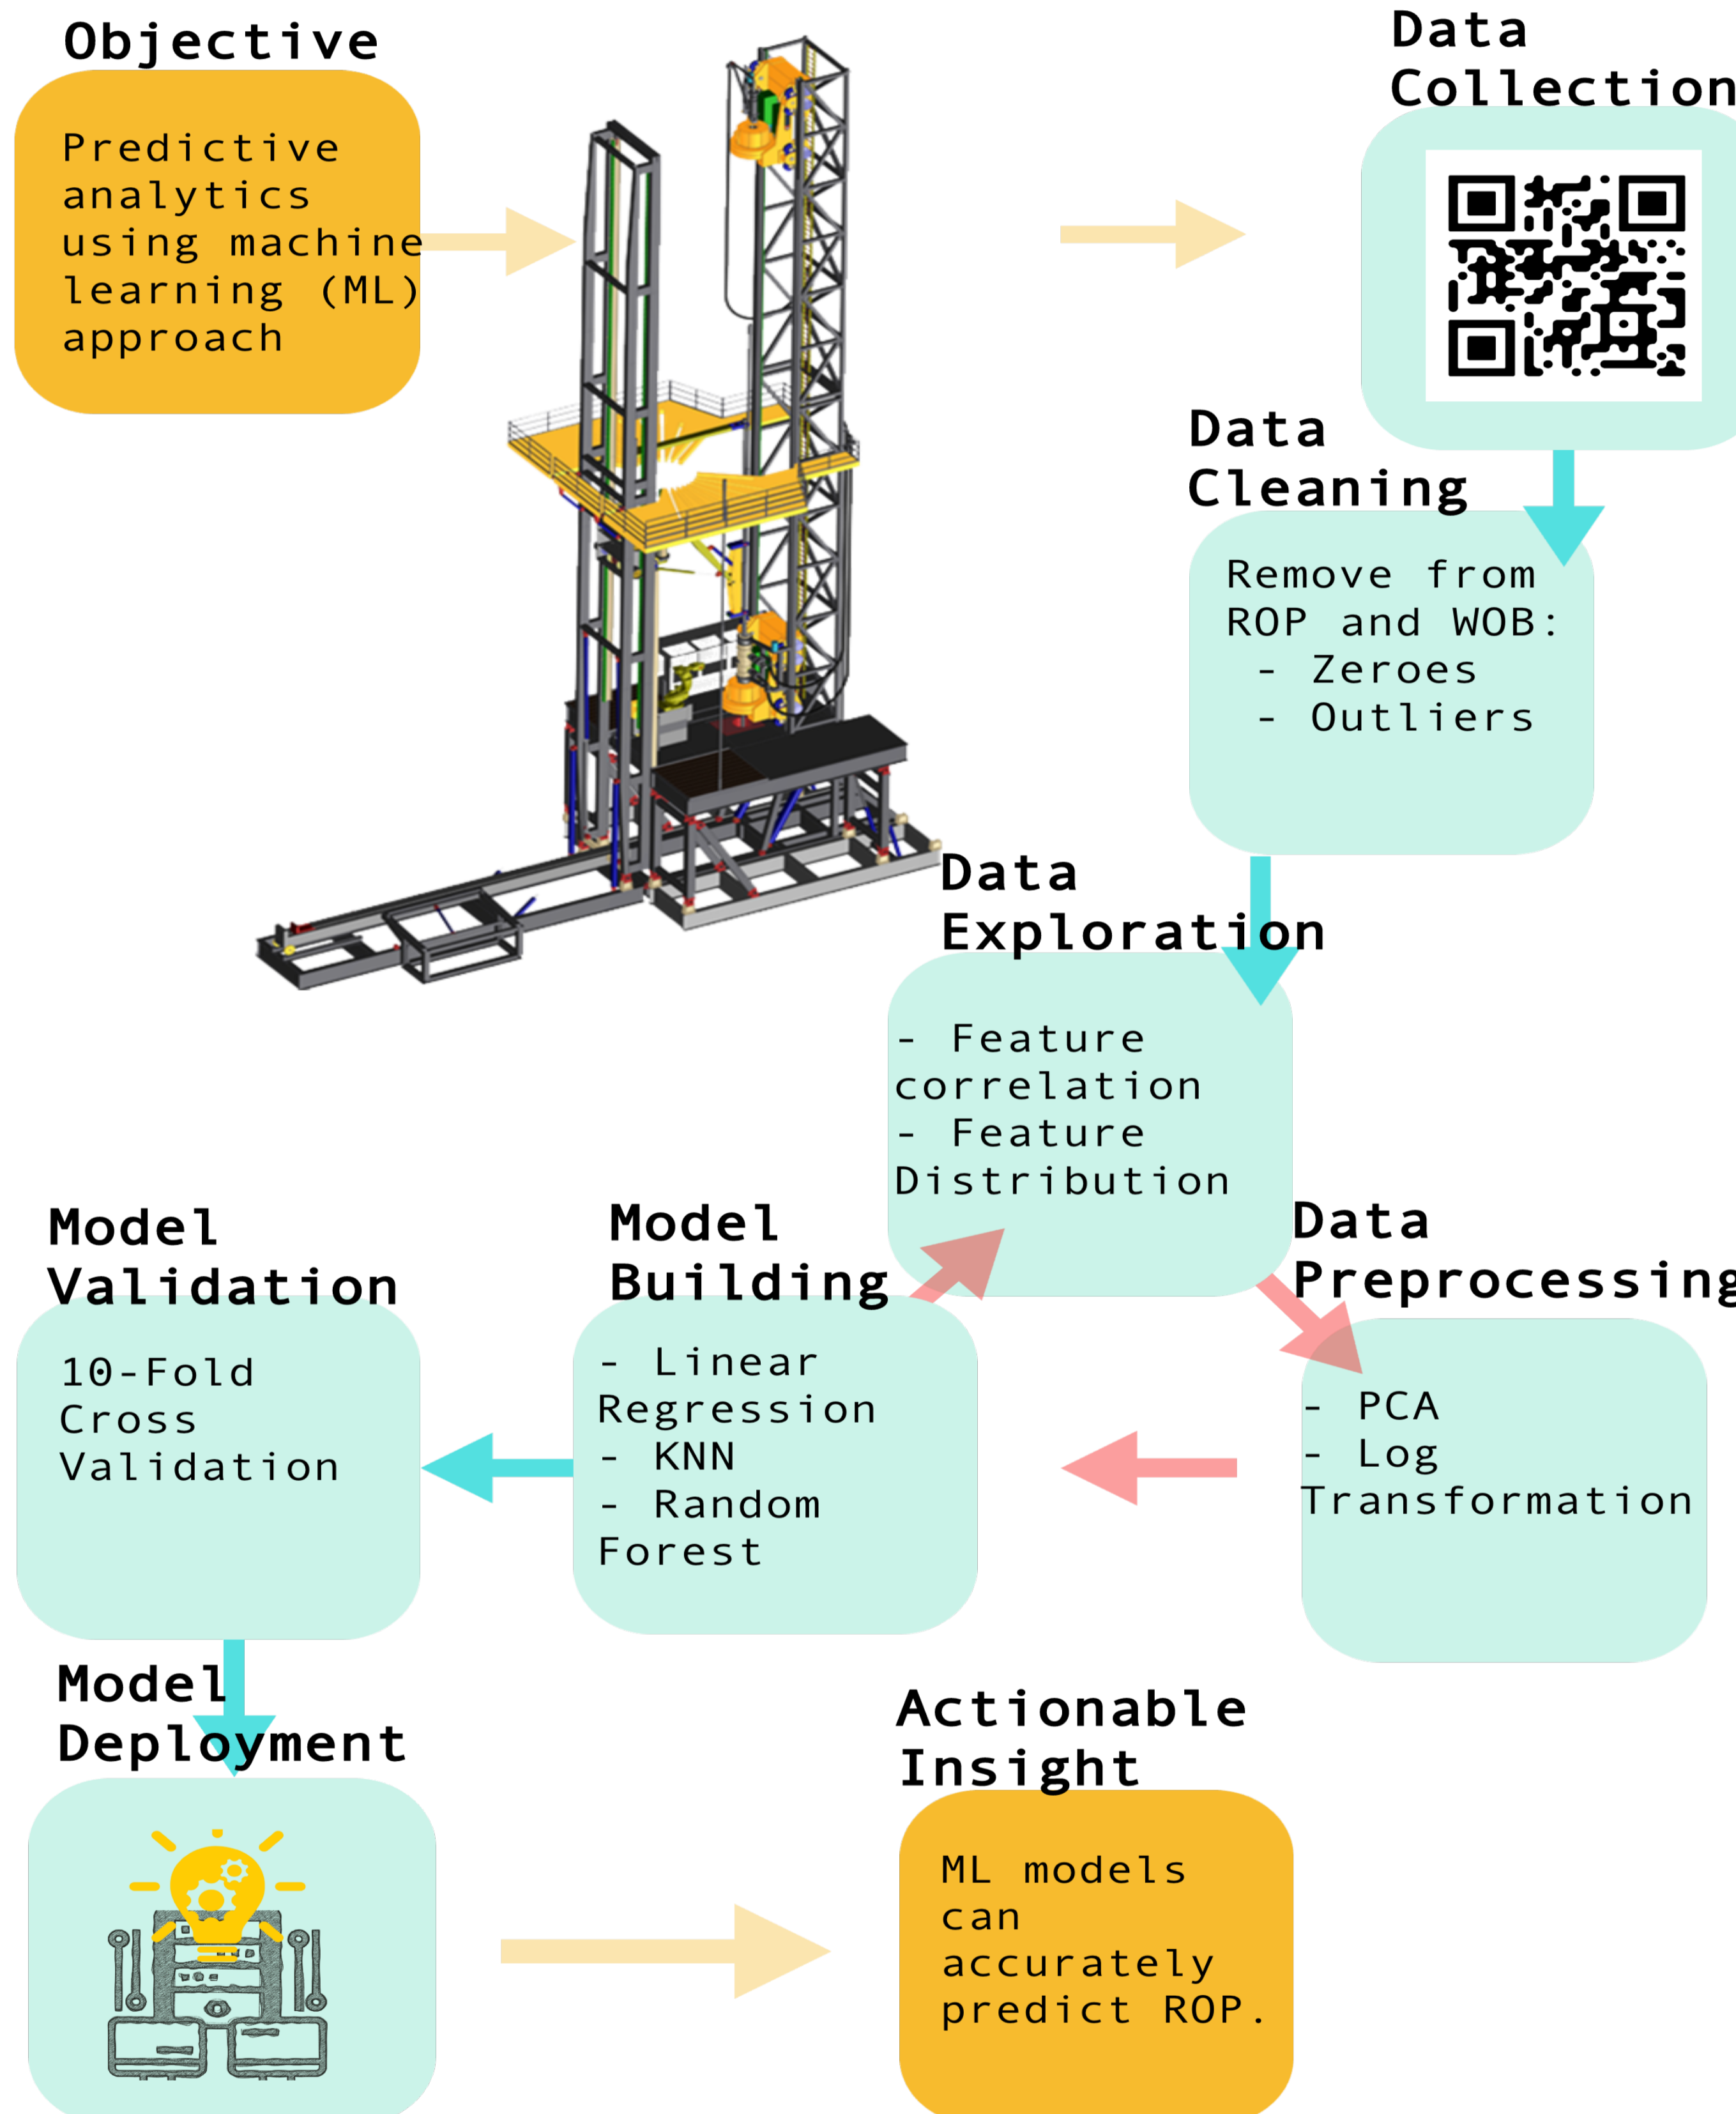 Objective
Predictive
analytics
using machine
learning (ML)
approach
Data
Collection
Data
Cleaning
Remove from
ROP and WOB:
- Zeroes
- Outliers
Data
Exploration
- Feature
correlation
- Feature
Distribution
Data
Preprocessing
- PCA
- Log
Transformation
Model
Building
- Linear
Regression
- KNN
- Random
Forest
Model
Validation
10-Fold
Cross
Validation
Model
Deployment
Actionable
Insight
ML models
can
accurately
predict ROP.